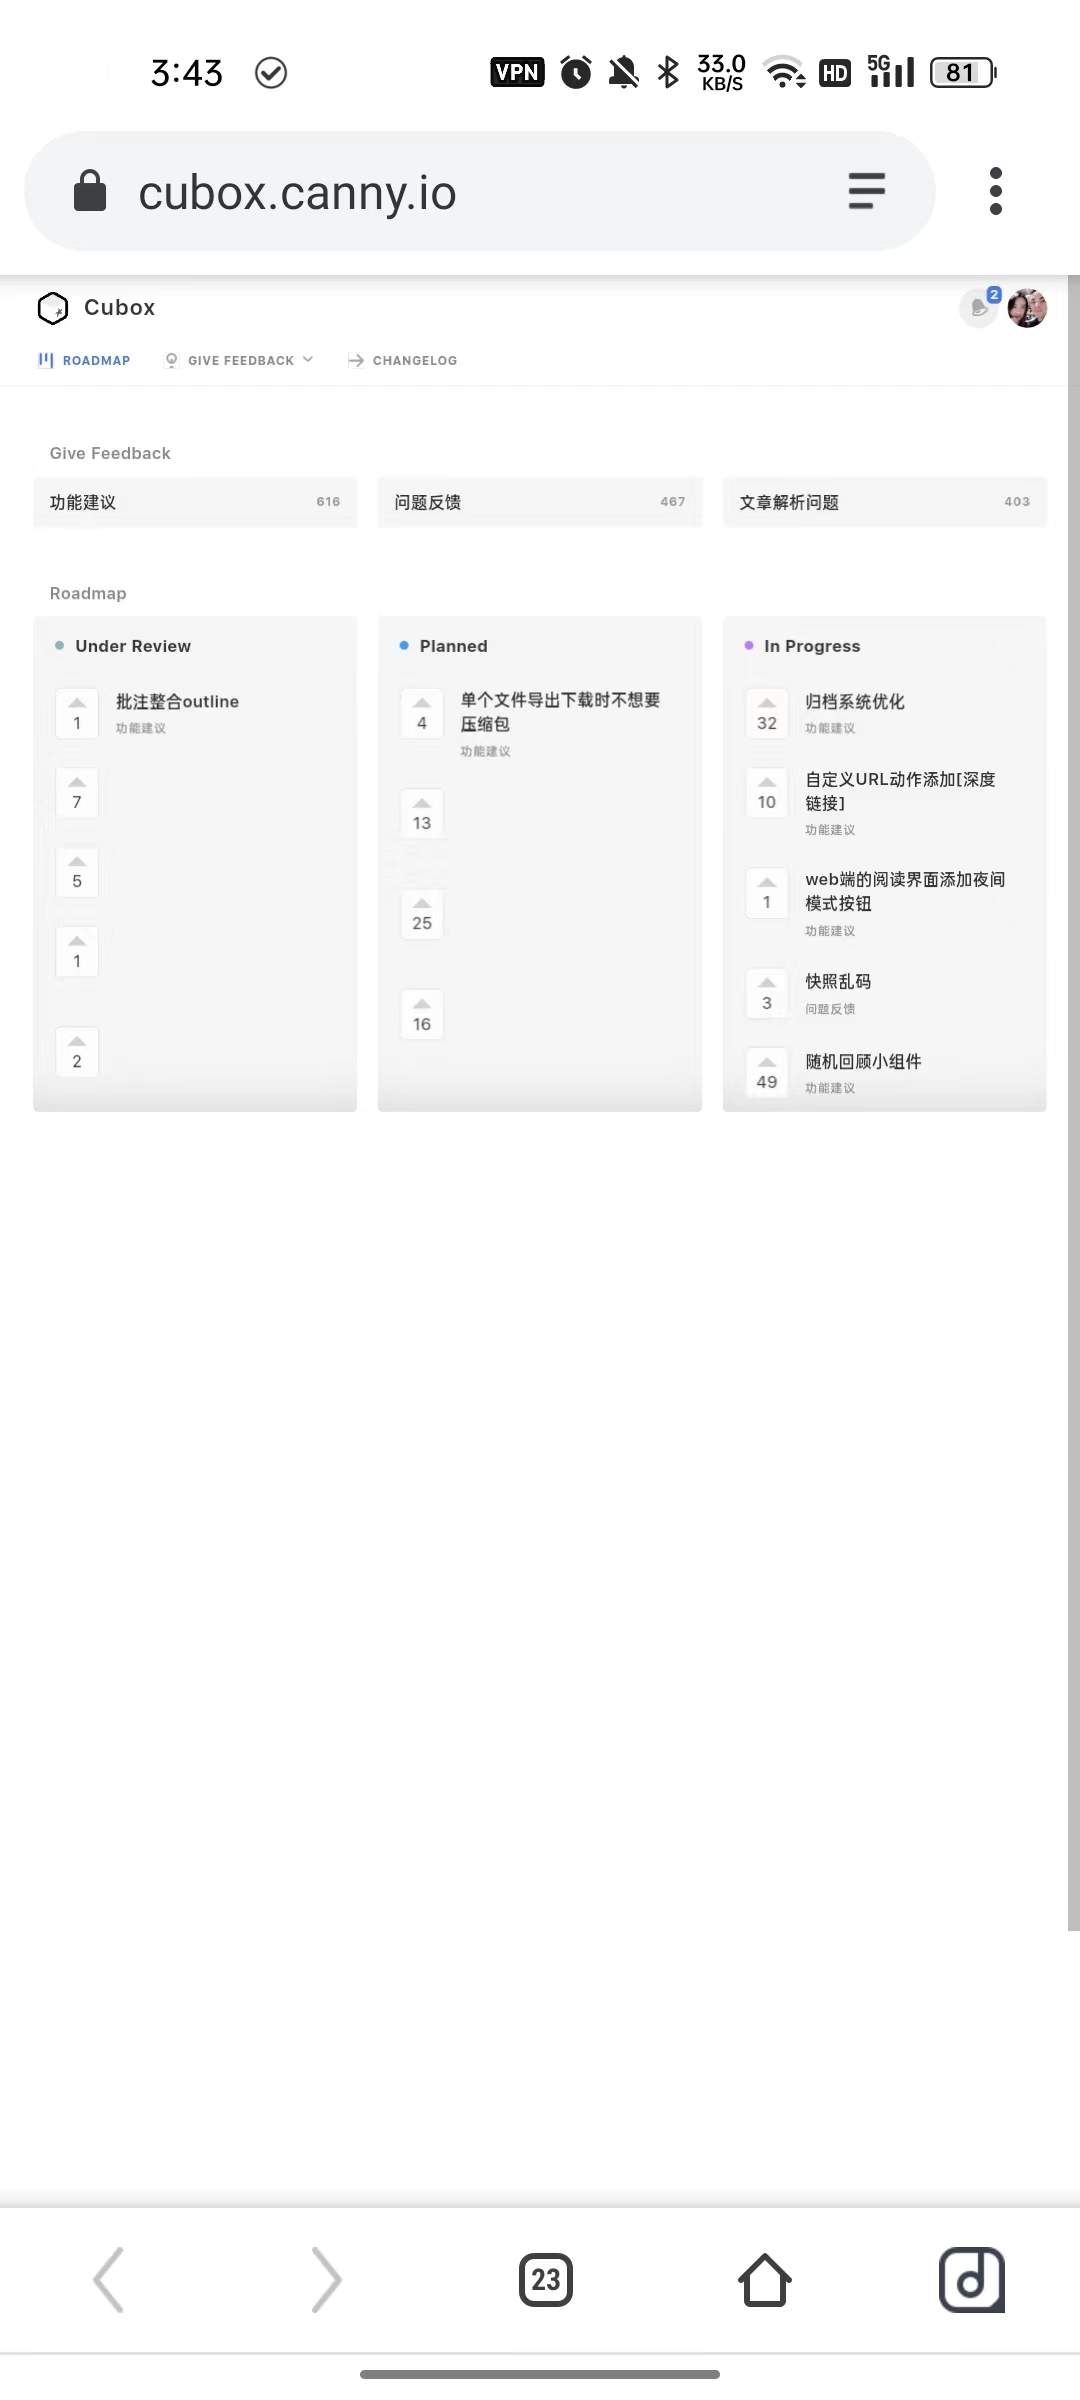 3:43 VPN 33.0 KB/S HD 5G 81
cubox.canny.io
Cubox 2
ROADMAP GIVE FEEDBACK CHANGELOG
Give Feedback
功能建议 616 问题反馈 467 文章解析问题 403
Roadmap
Under Review
1 批注整合outline
功能建议
7
5
1
2
Planned
4 单个文件导出下载时不想要
压缩包
功能建议
13
25
16
In Progress
32 归档系统优化
功能建议
10 自定义URL动作添加[深度
链接]
功能建议
1 web端的阅读界面添加夜间
模式按钮
功能建议
3 快照乱码
问题反馈
49 随机回顾小组件
功能建议
23